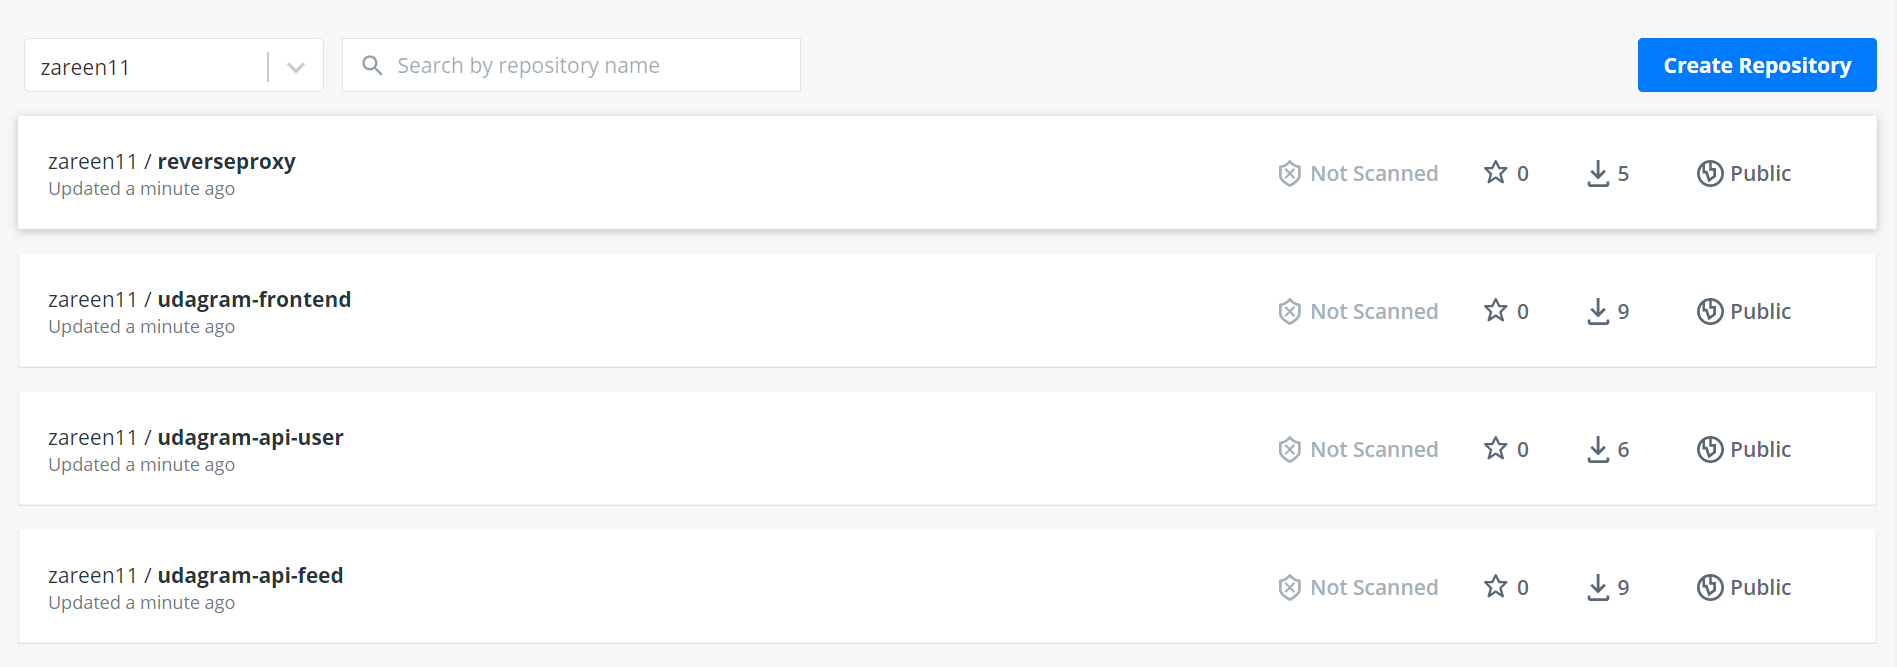 zareen11
Search by repository name
Create Repository
zareen11 / reverseproxy
Updated a minute ago
Not Scanned
0
5
Public
zareen11 / udagram-frontend
Updated a minute ago
Not Scanned
0
9
Public
zareen11 / udagram-api-user
Updated a minute ago
Not Scanned
0
6
Public
zareen11 / udagram-api-feed
Updated a minute ago
Not Scanned
0
9
Public